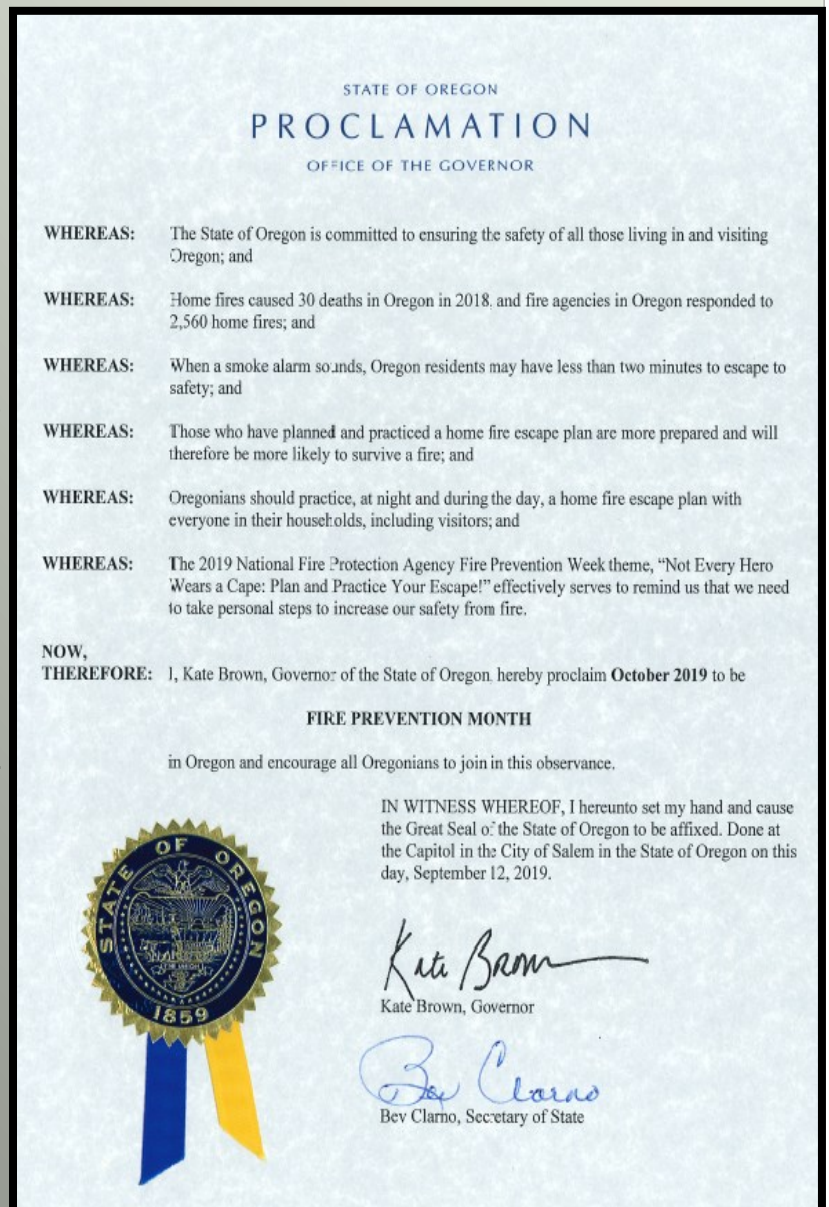 STATE OF OREGON
PROCLAMATION
OFFICE OF THE GOVERNOR
WHEREAS: The State of Oregon is committed to ensuring the safety of all those living in and visiting
Oregon; and
WHEREAS: Home fires caused 30 deaths in Oregon in 2018, and fire agencies in Oregon responded to
2,560 home fires; and
WHEREAS: When a smoke alarm sounds, Oregon residents may have less than two minutes to escape to
safety; and
WHEREAS: Those who have planned and practiced a home fire escape plan are more prepared and will
therefore be more likely to survive a fire; and
WHEREAS: Oregonians should practice, at night and during the day, a home fire escape plan with
everyone in their households, including visitors; and
WHEREAS: The 2019 National Fire Protection Agency Fire Prevention Week theme, “Not Every Hero
Wears a Cape: Plan and Practice Your Escape!” effectively serves to remind us that we need
to take personal steps to increase our safety from fire.
NOW,
THEREFORE: I, Kate Brown, Governor of the State of Oregon, hereby proclaim October 2019 to be
FIRE PREVENTION MONTH
in Oregon and encourage all Oregonians to join in this observance.
IN WITNESS WHEREOF, I hereunto set my hand and cause
the Great Seal of the State of Oregon to be affixed. Done at
the Capitol in the City of Salem in the State of Oregon on this
day, September 12, 2019.
STATE OF OREGON
1859
Kate Brown
Kate Brown, Governor
Bev Clarno
Bev Clarno, Secretary of State